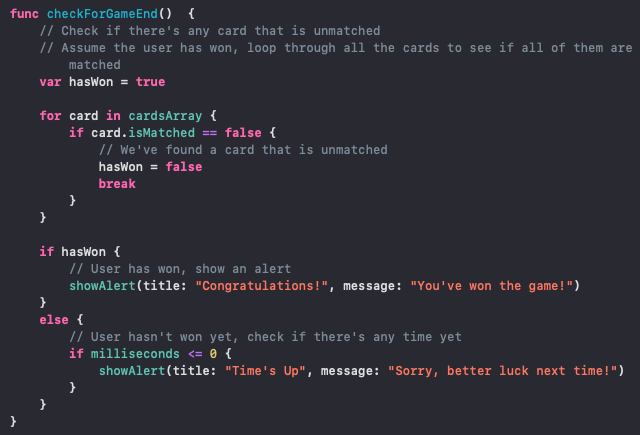 func checkForGameEnd()  {
    // Check if there's any card that is unmatched
    // Assume the user has won, loop through all the cards to see if all of them are
        matched
    var hasWon = true

    for card in cardsArray {
        if card.isMatched == false {
            // We've found a card that is unmatched
            hasWon = false
            break
        }
    }

    if hasWon {
        // User has won, show an alert
        showAlert(title: "Congratulations!", message: "You've won the game!")
    }
    else {
        // User hasn't won yet, check if there's any time yet
        if milliseconds <= 0 {
            showAlert(title: "Time's Up", message: "Sorry, better luck next time!")
        }
    }
}